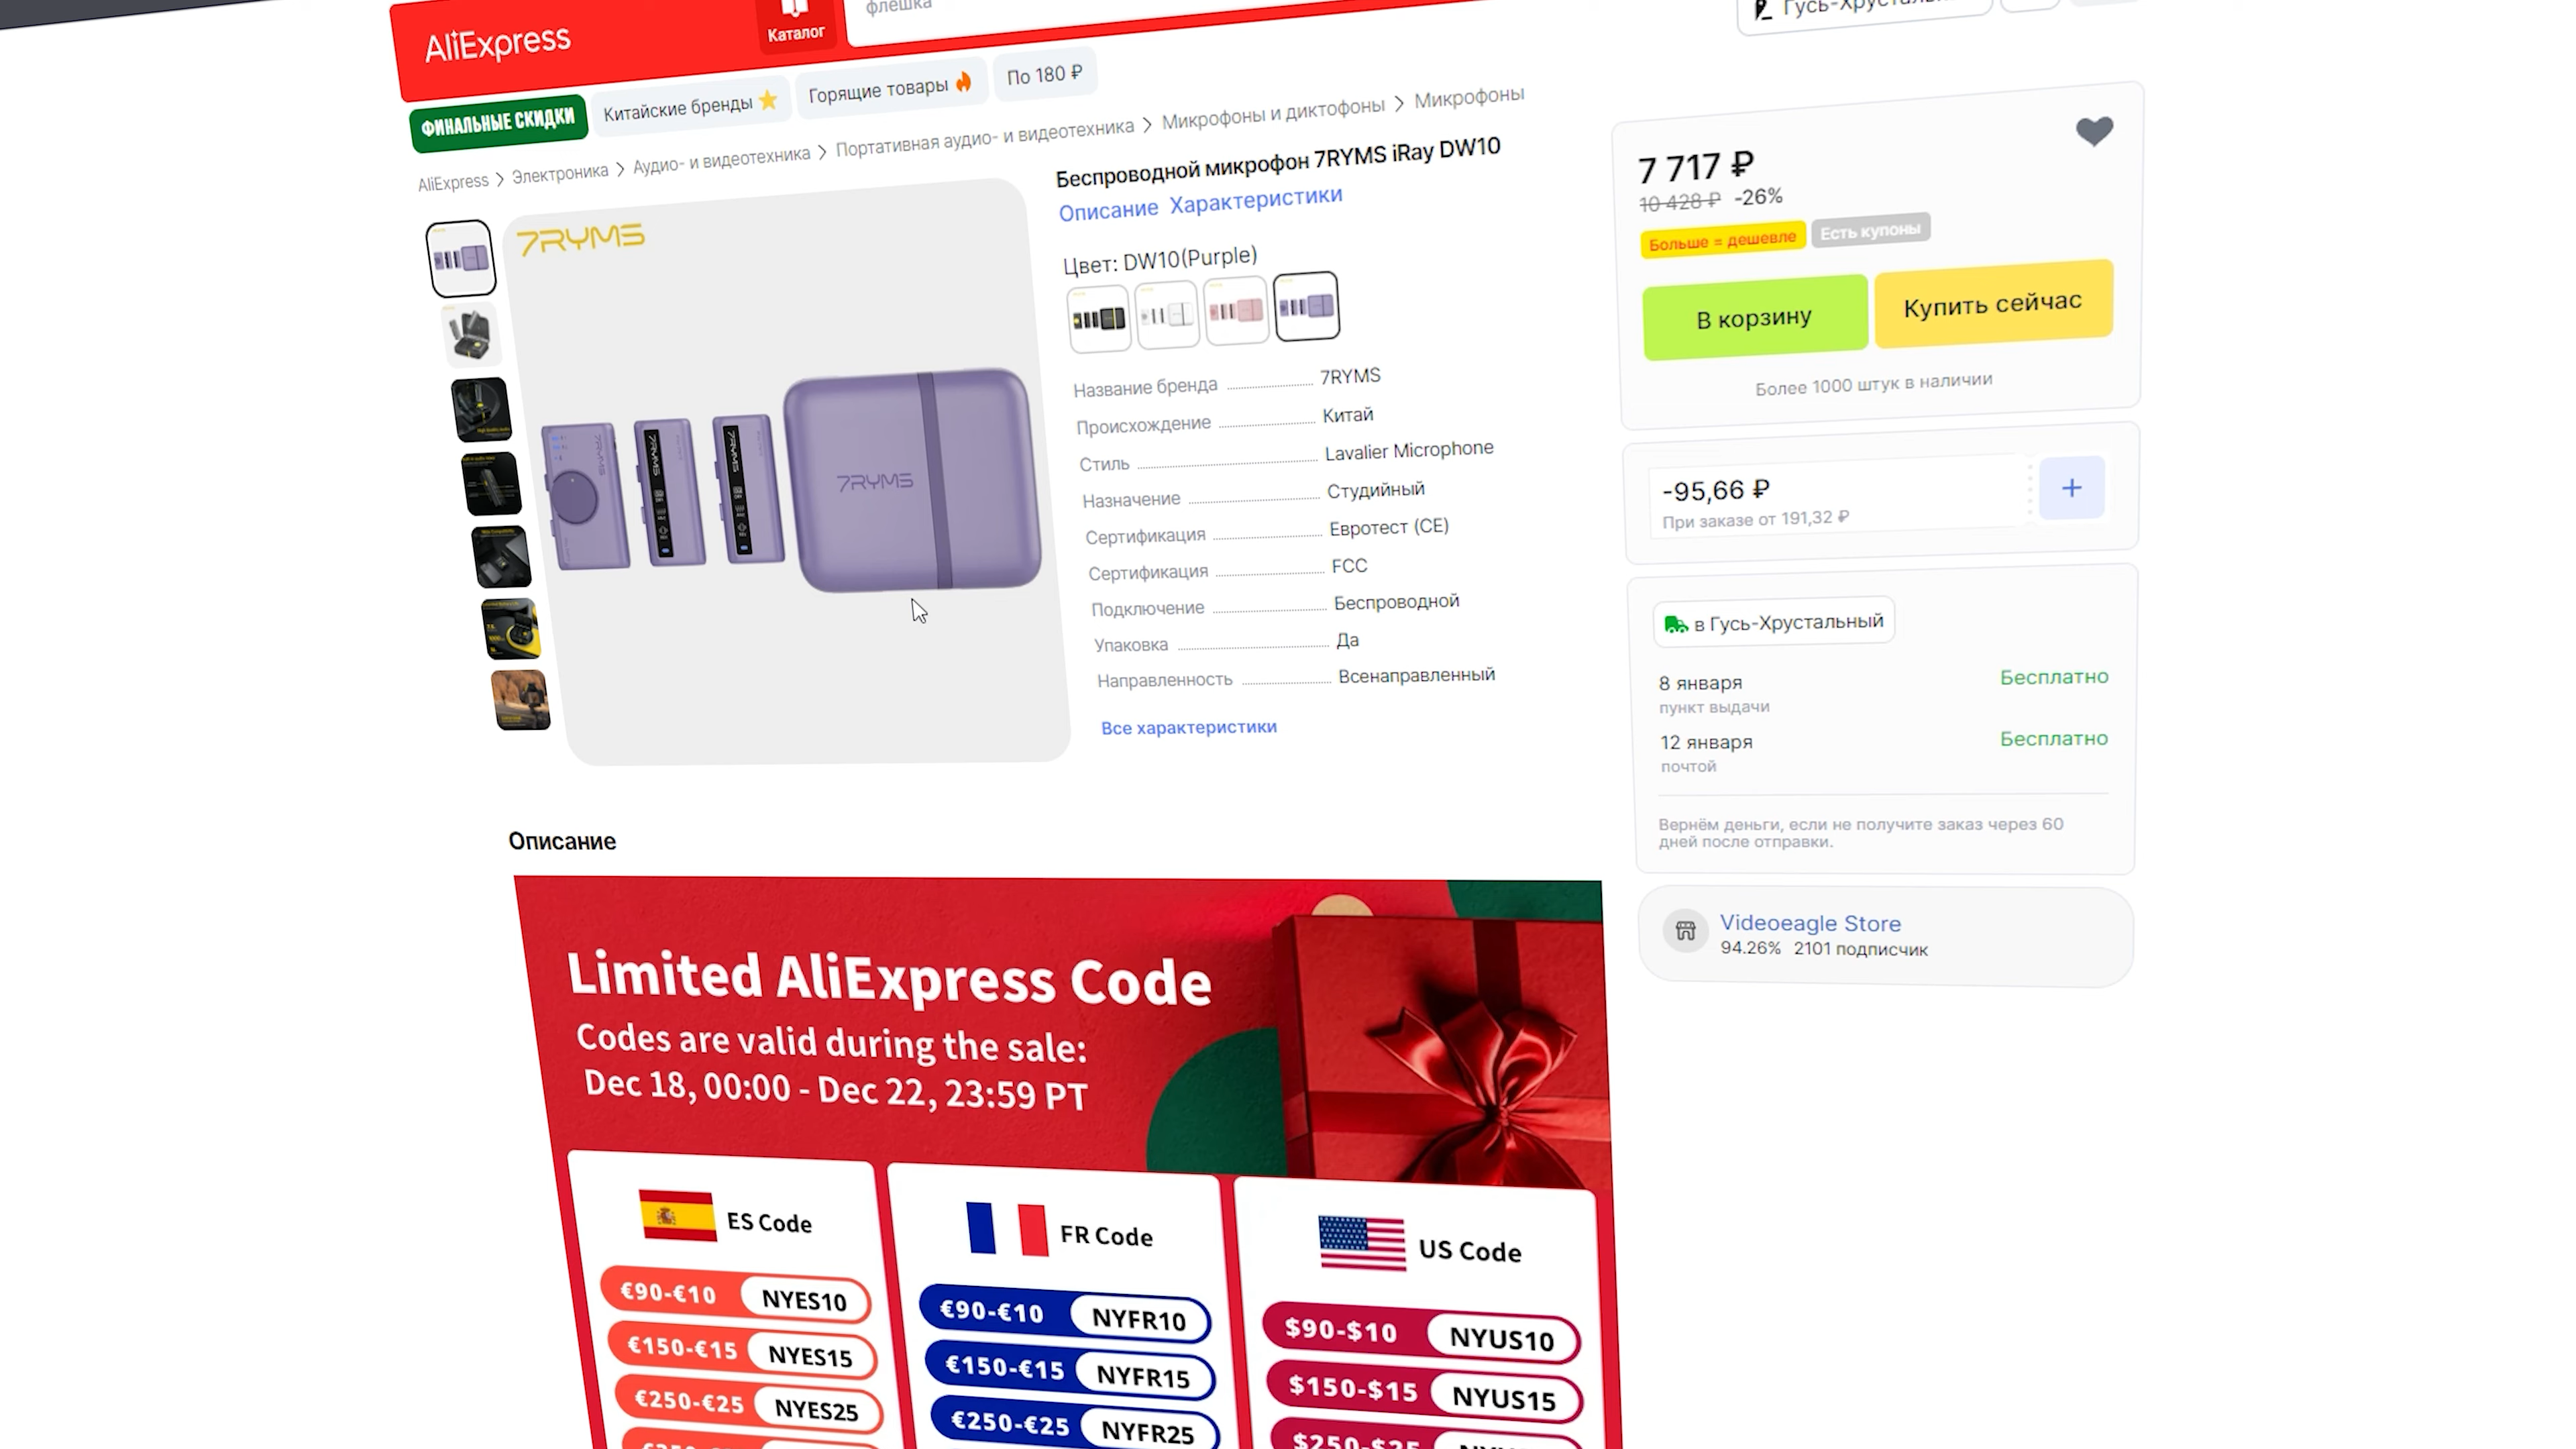 AliExpress
Каталог
флешка
Гусь-Хрусталь
ФИНАЛЬНЫЕ СКИДКИ
Китайские бренды
Горящие товары
По 180 ₽
AliExpress > Электроника > Аудио- и видеотехника > Портативная аудио- и видеотехника > Микрофоны и диктофоны > Микрофоны
7RYMS
7RYMS
7RYMS
7RYMS
7RYMS
Беспроводной микрофон 7RYMS iRay DW10
Описание Характеристики
Цвет: DW10(Purple)
Название бренда 7RYMS
Происхождение Китай
Стиль Lavalier Microphone
Назначение Студийный
Сертификация Евротест (CE)
Сертификация FCC
Подключение Беспроводной
Упаковка Да
Направленность Всенаправленный
Все характеристики
7 717 ₽
10 428 ₽ -26%
Больше = дешевле Есть купоны
В корзину
Купить сейчас
Более 1000 штук в наличии
-95,66 ₽
При заказе от 191,32 ₽
+
в Гусь-Хрустальный
8 января Бесплатно
пункт выдачи
12 января Бесплатно
почтой
Вернём деньги, если не получите заказ через 60
дней после отправки.
Videoeagle Store
94.26% 2101 подписчик
Описание
Limited AliExpress Code
Codes are valid during the sale:
Dec 18, 00:00 - Dec 22, 23:59 PT
ES Code
€90-€10 NYES10
€150-€15 NYES15
€250-€25 NYES25
FR Code
€90-€10 NYFR10
€150-€15 NYFR15
€250-€25 NYFR25
US Code
$90-$10 NYUS10
$150-$15 NYUS15
$250-$25